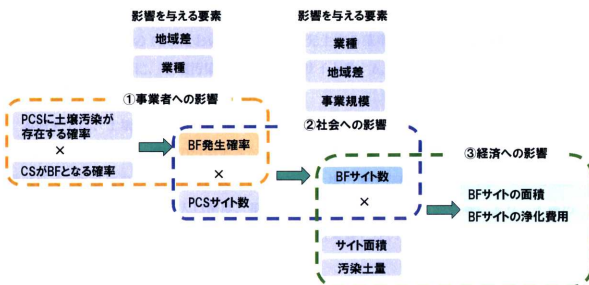 影響を与える要素
地域差
業種
影響を与える要素
業種
地域差
事業規模
①事業者への影響
PCSに土壌汚染が
存在する確率
×
CSがBFとなる確率
BF発生確率
×
PCSサイト数
②社会への影響
BFサイト数
×
サイト面積
汚染土量
③経済への影響
BFサイトの面積
BFサイトの浄化費用